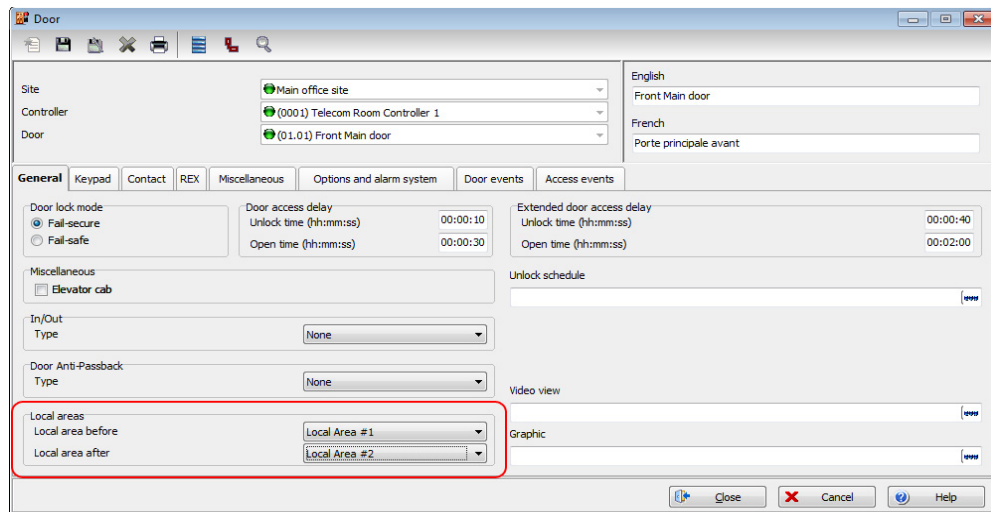 Door
English
Site
Main office site
Front Main door
Controller
(0001) Telecom Room Controller 1
French
Door
(01.01) Front Main door
Porte principale avant
General Keypad Contact REX Miscellaneous Options and alarm system Door events Access events
Door lock mode
Fail-secure
Fail-safe
Door access delay
Unlock time (hh:mm:ss) 00:00:10
Open time (hh:mm:ss) 00:00:30
Extended door access delay
Unlock time (hh:mm:ss) 00:00:40
Open time (hh:mm:ss) 00:02:00
Miscellaneous
Elevator cab
Unlock schedule
In/Out
Type None
Door Anti-Passback
Type None
Video view
Local areas
Local area before Local Area #1
Graphic
Local area after Local Area #2
Close Cancel Help